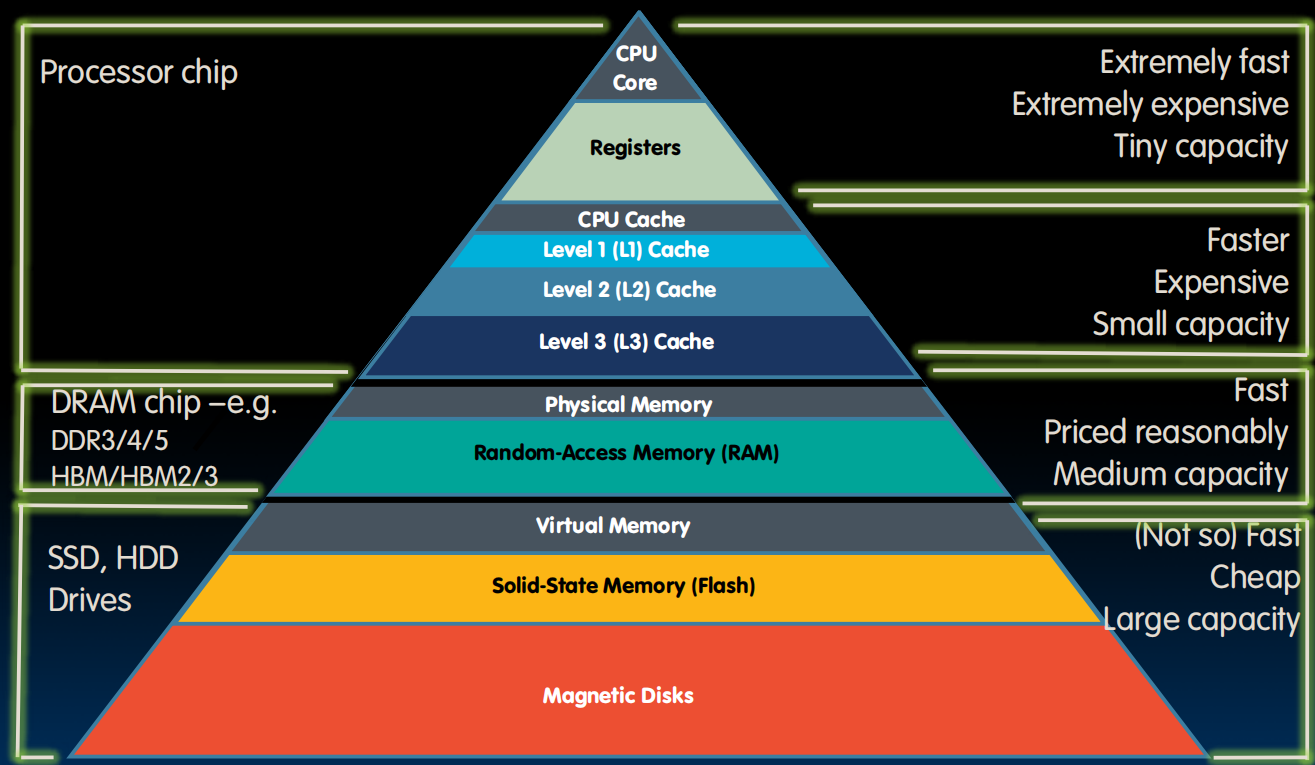 Processor chip
DRAM chip –e.g.
DDR3/4/5
HBM/HBM2/3
SSD, HDD
Drives
CPU
Core
Registers
CPU Cache
Level 1 (L1) Cache
Level 2 (L2) Cache
Level 3 (L3) Cache
Physical Memory
Random-Access Memory (RAM)
Virtual Memory
Solid-State Memory (Flash)
Magnetic Disks
Extremely fast
Extremely expensive
Tiny capacity
Faster
Expensive
Small capacity
Fast
Priced reasonably
Medium capacity
(Not so) Fast
Cheap
Large capacity